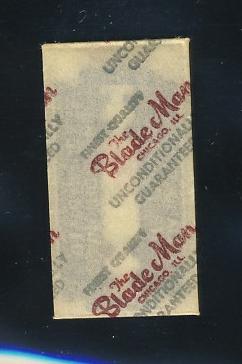 UNCONDITIONALLY
GUARANTEED
FINEST QUALITY
The
Blade Man
CHICAGO, ILL.
UNCONDITIONALLY
GUARANTEED
FINEST QUALITY
The
Blade Man
CHICAGO, ILL.
UNCONDITIONALLY
GUARANTEED